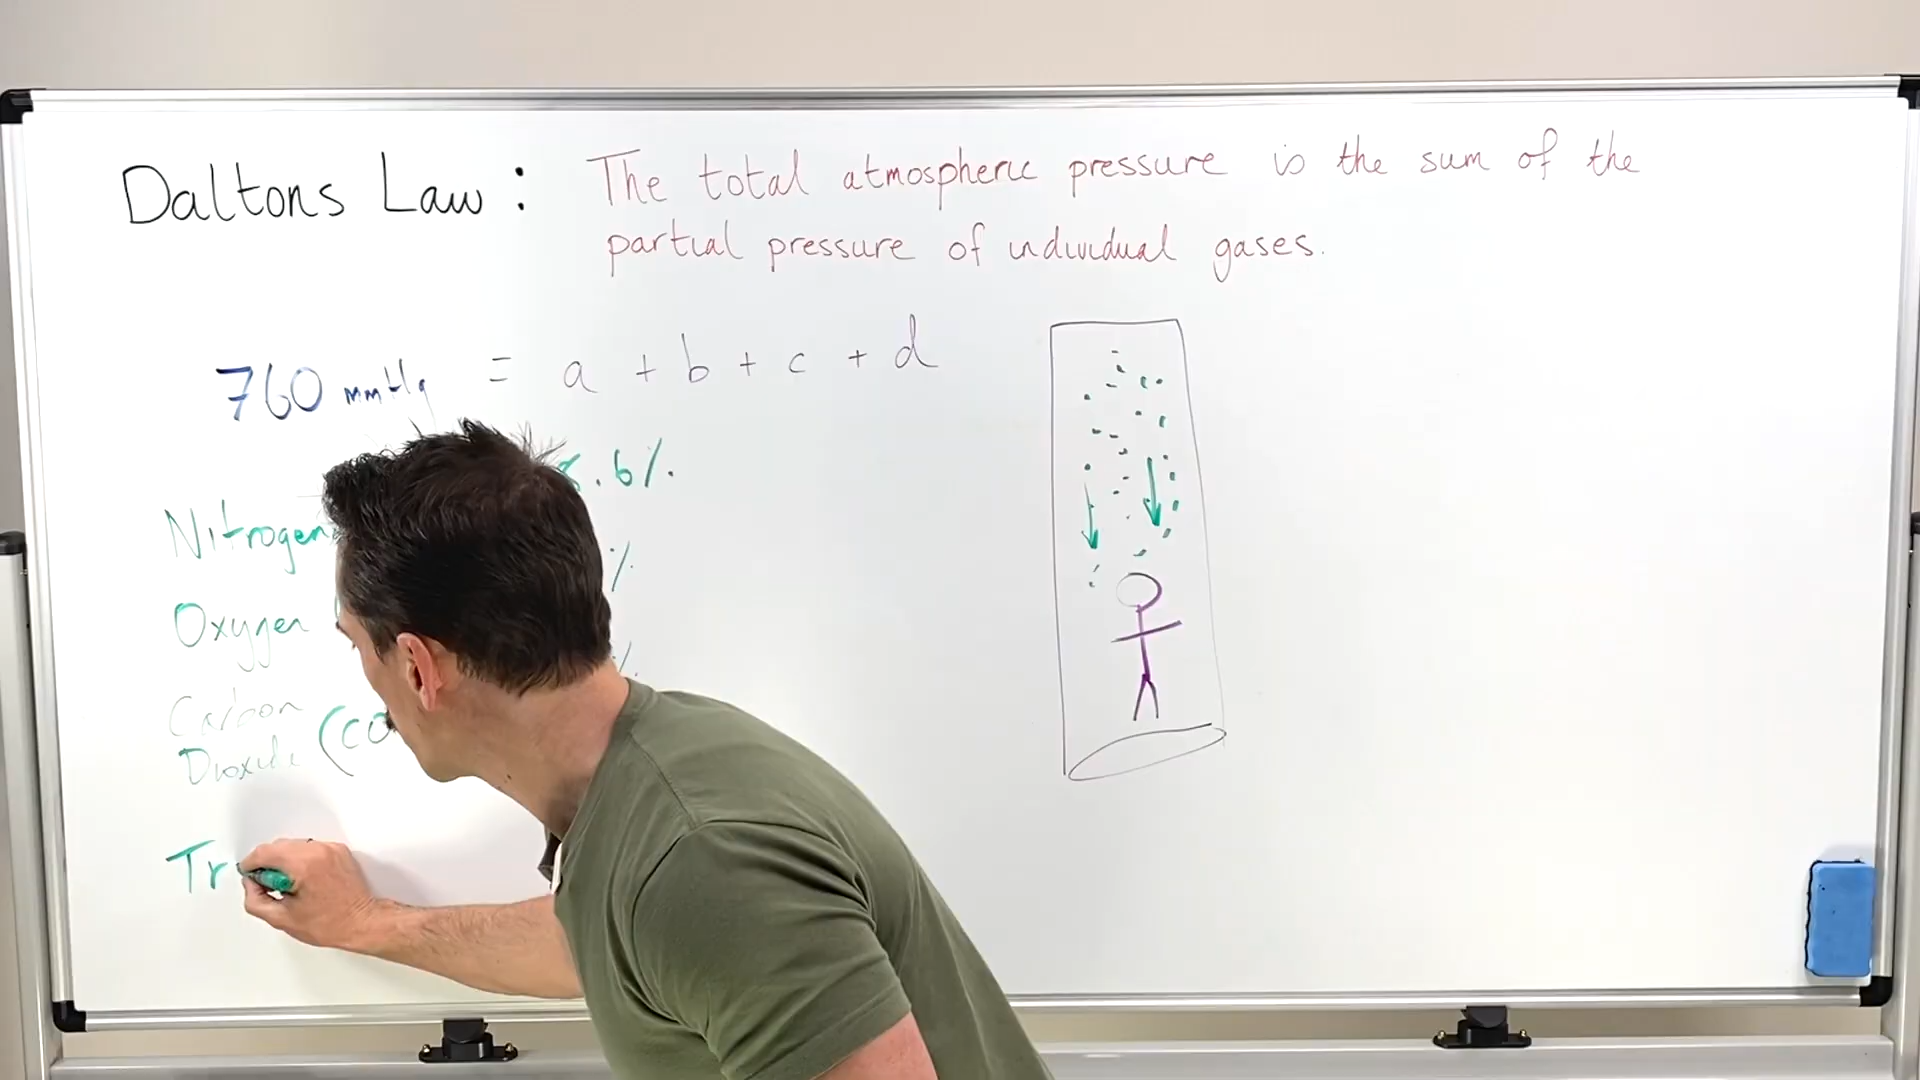 Daltons Law : The total atmospheric pressure is the sum of the
partial pressure of individual gases.
760 mmHg = a + b + c + d
.6%
Nitrogen
%
Oxygen
%
Carbon
Dioxide (CO
Tr